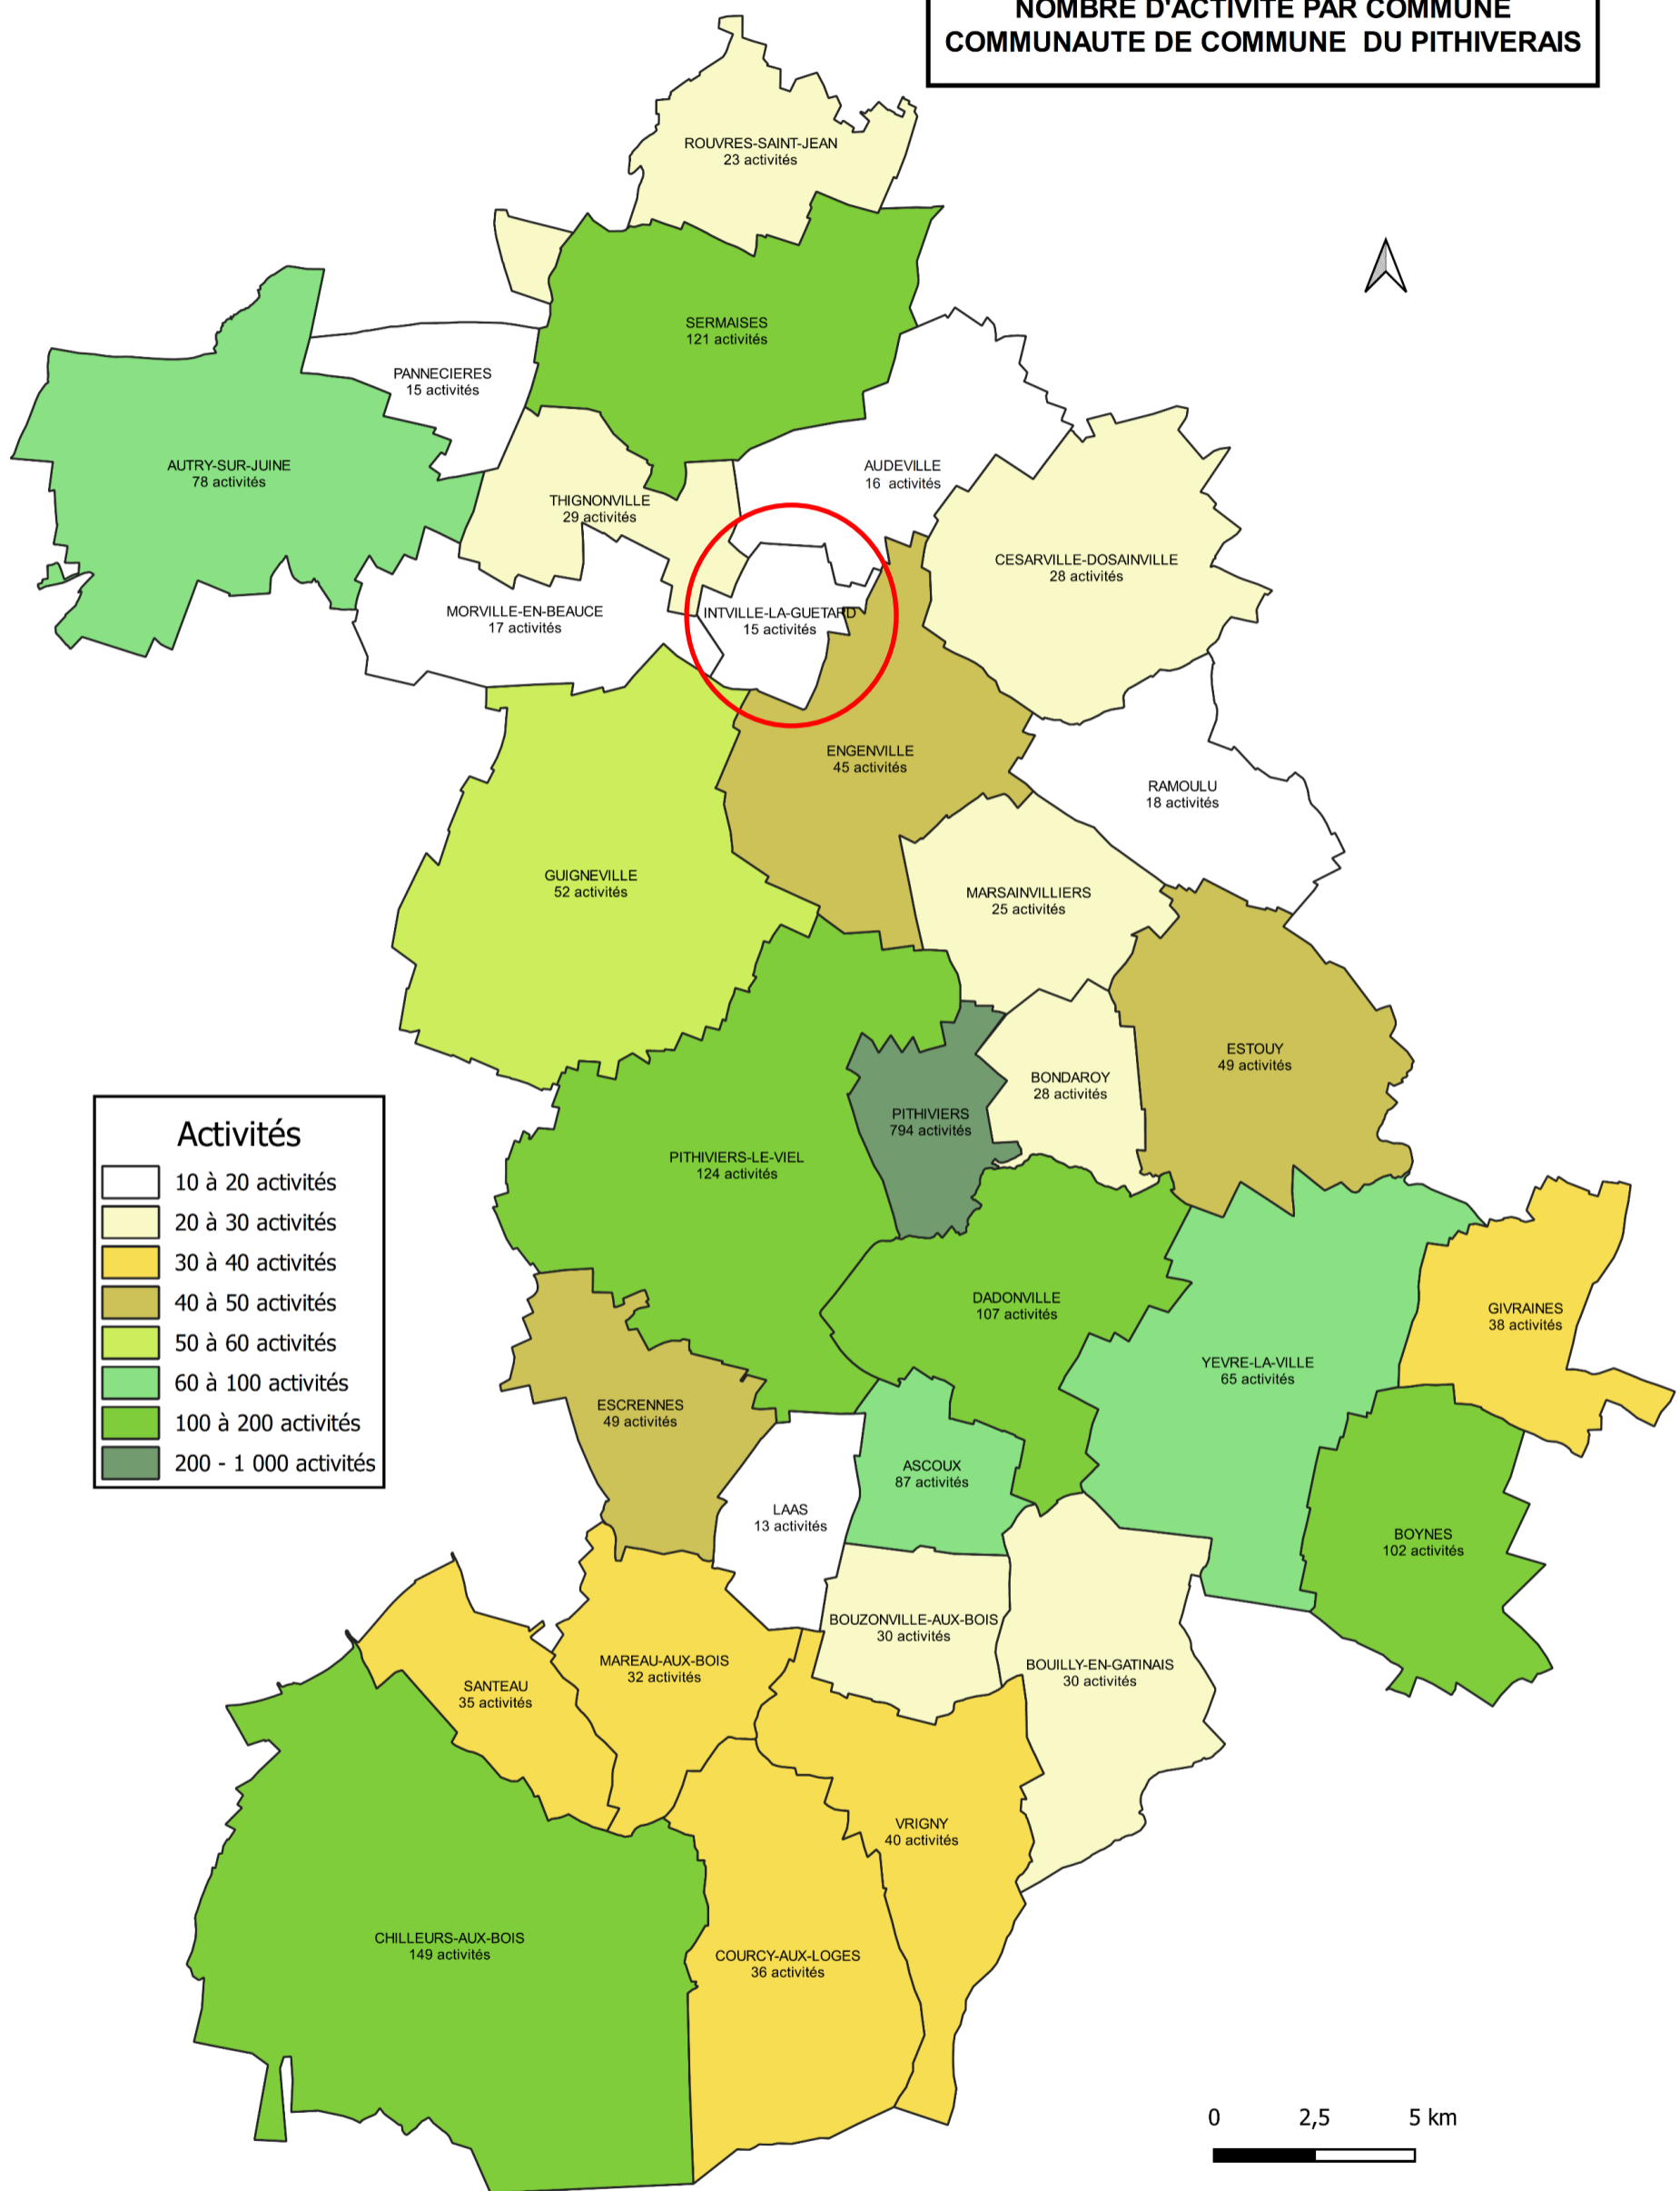 NOMBRE D'ACTIVITE PAR COMMUNE
COMMUNAUTE DE COMMUNE DU PITHIVERAIS
ROUVRES-SAINT-JEAN
23 activités
SERMAISES
121 activités
PANNECIERES
15 activités
AUTRY-SUR-JUINE
78 activités
AUDEVILLE
16 activités
THIGNONVILLE
29 activités
CESARVILLE-DOSAINVILLE
28 activités
MORVILLE-EN-BEAUCE
17 activités
INTVILLE-LA-GUETARD
15 activités
ENGENVILLE
45 activités
RAMOULU
18 activités
GUIGNEVILLE
52 activités
MARSAINVILLIERS
25 activités
ESTOUY
49 activités
BONDAROY
28 activités
PITHIVIERS
794 activités
PITHIVIERS-LE-VIEL
124 activités
Activités
10 à 20 activités
20 à 30 activités
30 à 40 activités
40 à 50 activités
50 à 60 activités
60 à 100 activités
100 à 200 activités
200 - 1 000 activités
DADONVILLE
107 activités
GIVRAINES
38 activités
YEVRE-LA-VILLE
65 activités
ESCRENNES
49 activités
ASCOUX
87 activités
LAAS
13 activités
BOYNES
102 activités
BOUZONVILLE-AUX-BOIS
30 activités
MAREAU-AUX-BOIS
32 activités
BOUILLY-EN-GATINAIS
30 activités
SANTEAU
35 activités
VRIGNY
40 activités
CHILLEURS-AUX-BOIS
149 activités
COURCY-AUX-LOGES
36 activités
0 2,5 5 km